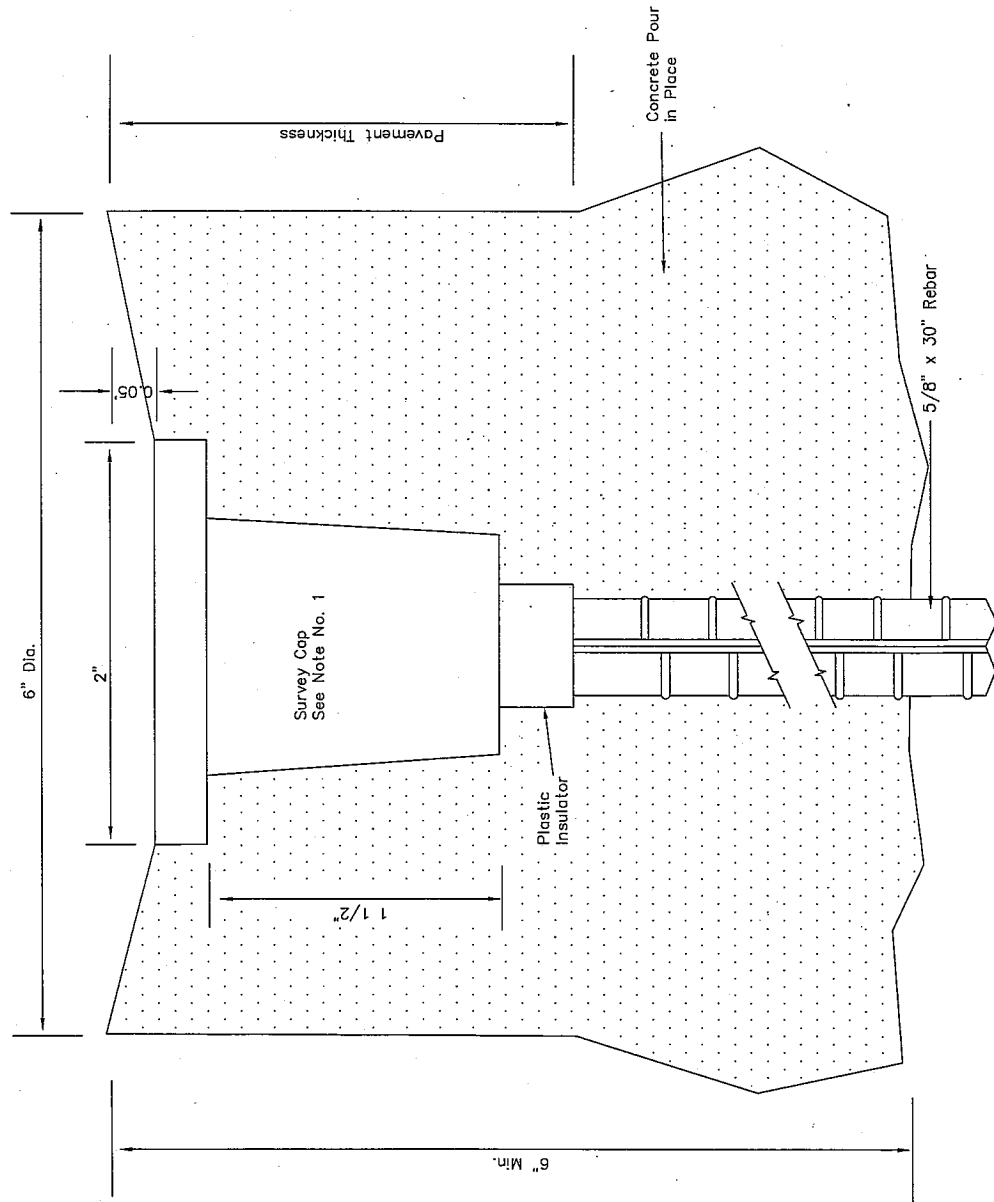 6" Dia.
2"
0.05'
Pavement Thickness
Survey Cap
See Note No. 1
1 1/2"
Plastic
Insulator
Concrete Pour
in Place
5/8" x 30" Rebar
6" Min.